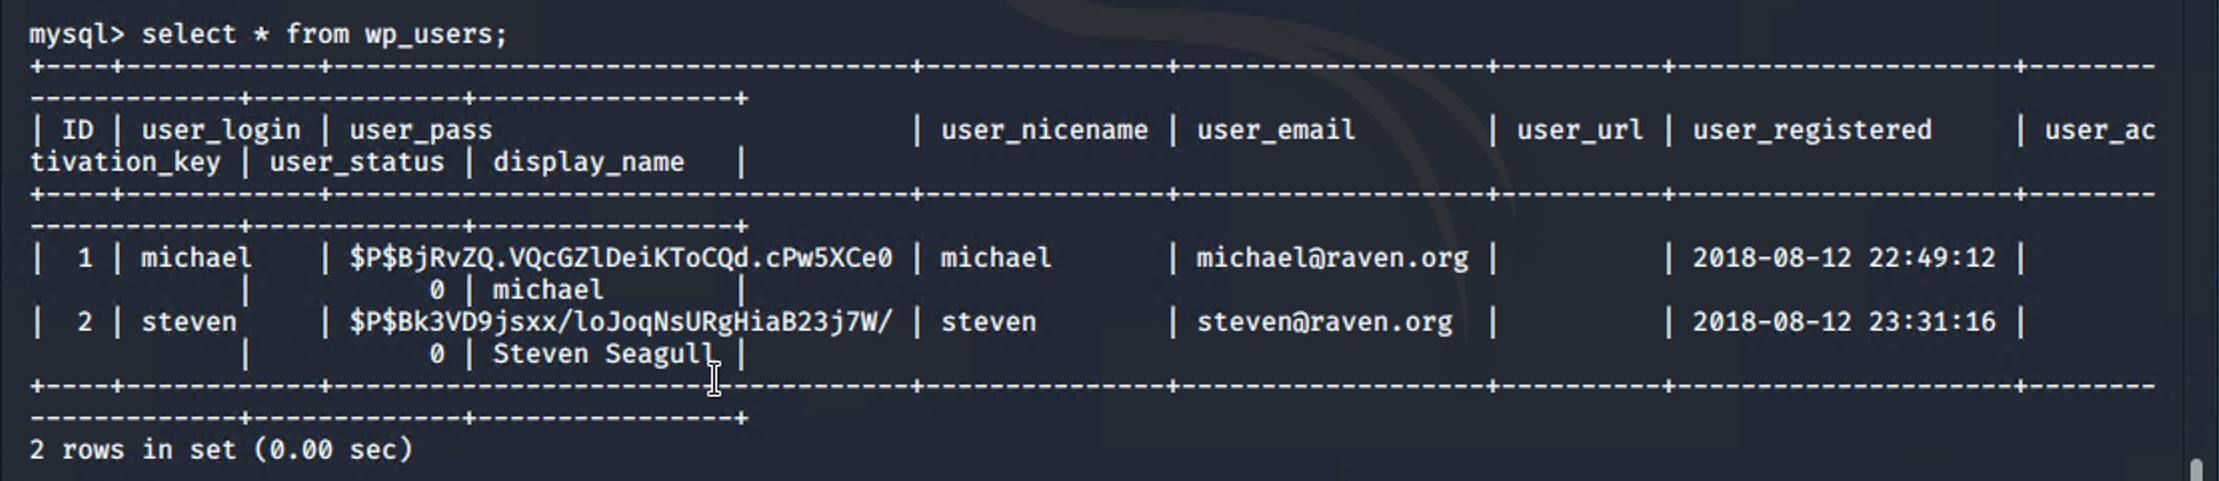 mysql> select * from wp_users;
+----+------------+------------------------------------+---------------+-------------------+----------+---------------------+--------
-------------+-------------+----------------+
| ID | user_login | user_pass                          | user_nicename | user_email        | user_url | user_registered     | user_ac
tivation_key | user_status | display_name   |
+----+------------+------------------------------------+---------------+-------------------+----------+---------------------+--------
-------------+-------------+----------------+
|  1 | michael    | $P$BjRvZQ.VQcGZlDeiKToCQd.cPw5XCe0 | michael       | michael@raven.org |          | 2018-08-12 22:49:12 |
             |           0 | michael        |
|  2 | steven     | $P$Bk3VD9jsxx/loJoqNsURgHiaB23j7W/ | steven        | steven@raven.org  |          | 2018-08-12 23:31:16 |
             |           0 | Steven Seagull |
+----+------------+------------------------------------+---------------+-------------------+----------+---------------------+--------
-------------+-------------+----------------+
2 rows in set (0.00 sec)